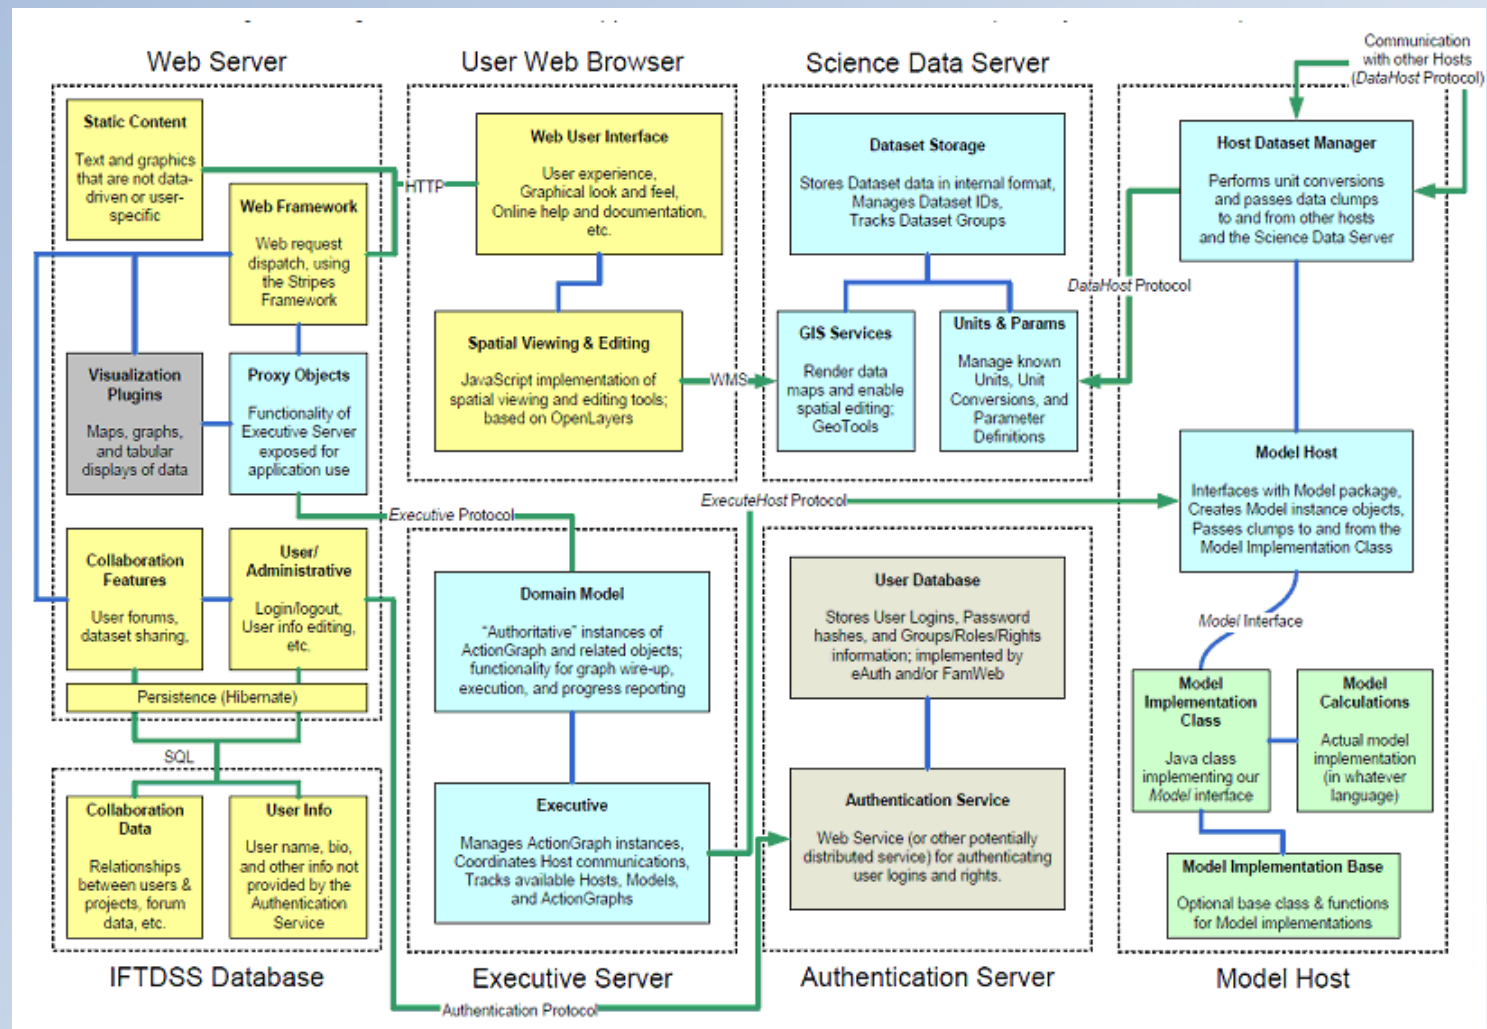 Web Server
Static Content
Text and graphics
that are not data-
driven or user-
specific
Web Framework
Web request
dispatch, using
the Stripes
Framework
Visualization
Plugins
Maps, graphs,
and tabular
displays of data
Proxy Objects
Functionality of
Executive Server
exposed for
application use
Collaboration
Features
User forums,
dataset sharing,
User/
Administrative
Login/logout,
User info editing,
etc.
Persistence (Hibernate)
SQL
Collaboration
Data
Relationships
between users &
projects, forum
data, etc.
User Info
User name, bio,
and other info not
provided by the
Authentication
Service
IFTDSS Database
User Web Browser
HTTP
Web User Interface
User experience,
Graphical look and feel,
Online help and documentation,
etc.
Spatial Viewing & Editing
JavaScript implementation of
spatial viewing and editing tools;
based on OpenLayers
WMS
Executive Protocol
Domain Model
"Authoritative" instances of
ActionGraph and related objects;
functionality for graph wire-up,
execution, and progress reporting
Executive
Manages ActionGraph instances,
Coordinates Host communications,
Tracks available Hosts, Models,
and ActionGraphs
Executive Server
Authentication Protocol
Science Data Server
Dataset Storage
Stores Dataset data in internal format,
Manages Dataset IDs,
Tracks Dataset Groups
GIS Services
Render data
maps and enable
spatial editing;
GeoTools
Units & Params
Manage known
Units, Unit
Conversions, and
Parameter
Definitions
DataHost Protocol
ExecuteHost Protocol
User Database
Stores User Logins, Password
hashes, and Groups/Roles/Rights
information; implemented by
eAuth and/or FamWeb
Authentication Service
Web Service (or other potentially
distributed service) for authenticating
user logins and rights.
Authentication Server
Communication
with other Hosts
(DataHost Protocol)
Host Dataset Manager
Performs unit conversions
and passes data clumps
to and from other hosts
and the Science Data Server
Model Host
Interfaces with Model package,
Creates Model instance objects,
Passes clumps to and from the
Model Implementation Class
Model Interface
Model
Implementation
Class
Java class
implementing our
Model interface
Model
Calculations
Actual model
implementation
(in whatever
language)
Model Implementation Base
Optional base class & functions
for Model implementations
Model Host